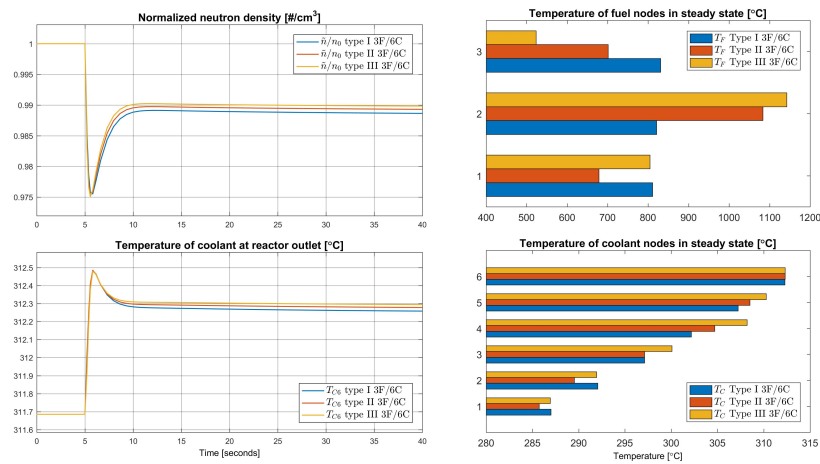 Normalized neutron density [#/cm³]
ñ/n₀ type I 3F/6C
ñ/n₀ type II 3F/6C
ñ/n₀ type III 3F/6C
1
0.995
0.99
0.985
0.98
0.975
0 5 10 15 20 25 30 35 40
Temperature of fuel nodes in steady state [°C]
T_F Type I 3F/6C
T_F Type II 3F/6C
T_F Type III 3F/6C
3
2
1
400 500 600 700 800 900 1000 1100 1200
Temperature of coolant at reactor outlet [°C]
312.5
312.4
312.3
312.2
312.1
312
311.9
311.8
311.7
311.6
T_C6 type I 3F/6C
T_C6 type II 3F/6C
T_C6 type III 3F/6C
0 5 10 15 20 25 30 35 40
Time [seconds]
Temperature of coolant nodes in steady state [°C]
6
5
4
3
2
1
T_C Type I 3F/6C
T_C Type II 3F/6C
T_C Type III 3F/6C
280 285 290 295 300 305 310 315
Temperature [°C]